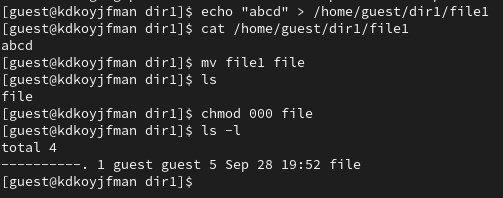 [guest@kdkoyjfman dir1]$ echo "abcd" > /home/guest/dir1/file1
[guest@kdkoyjfman dir1]$ cat /home/guest/dir1/file1
abcd
[guest@kdkoyjfman dir1]$ mv file1 file
[guest@kdkoyjfman dir1]$ ls
file
[guest@kdkoyjfman dir1]$ chmod 000 file
[guest@kdkoyjfman dir1]$ ls -l
total 4
----------. 1 guest guest 5 Sep 28 19:52 file
[guest@kdkoyjfman dir1]$